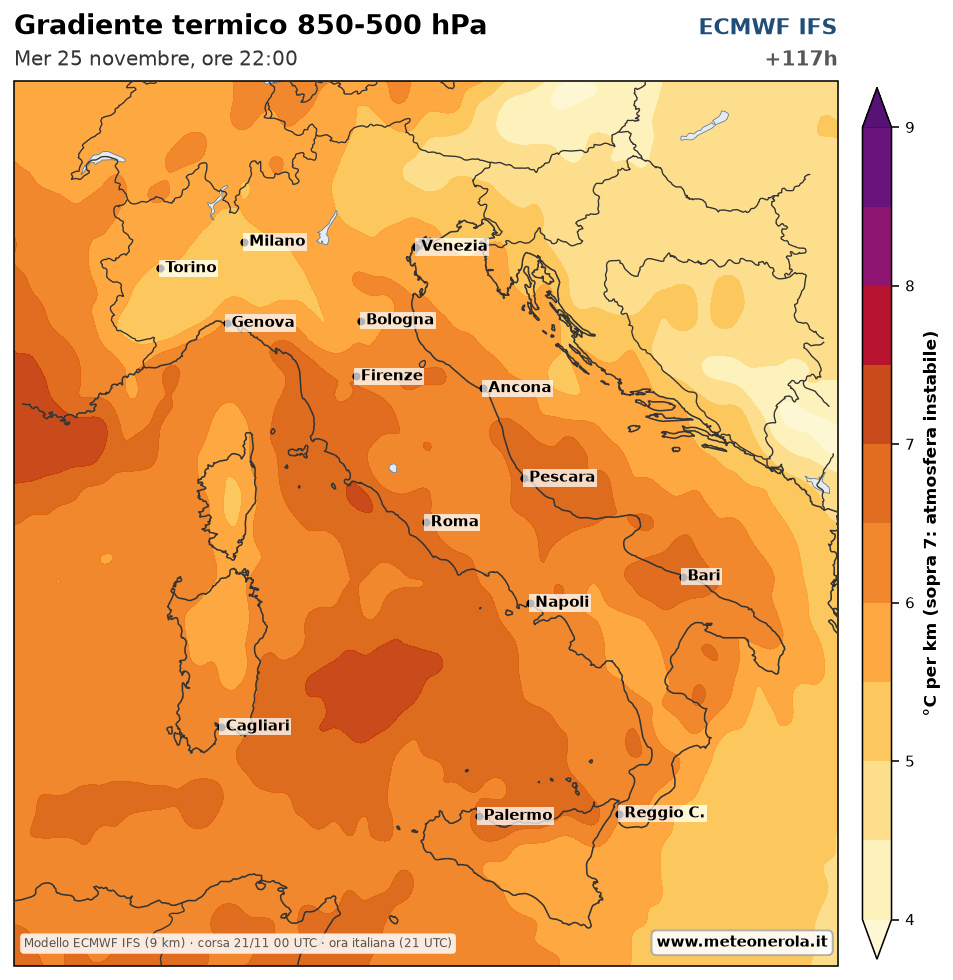 Gradiente termico 850-500 hPa
ECMWF IFS
Mer 25 novembre, ore 22:00
+117h
Milano
Venezia
Torino
Genova
Bologna
Firenze
Ancona
Pescara
Roma
Bari
Napoli
Cagliari
Palermo
Reggio C.
9
8
7
6
5
4
°C per km (sopra 7: atmosfera instabile)
Modello ECMWF IFS (9 km) · corsa 21/11 00 UTC · ora italiana (21 UTC)
www.meteonerola.it